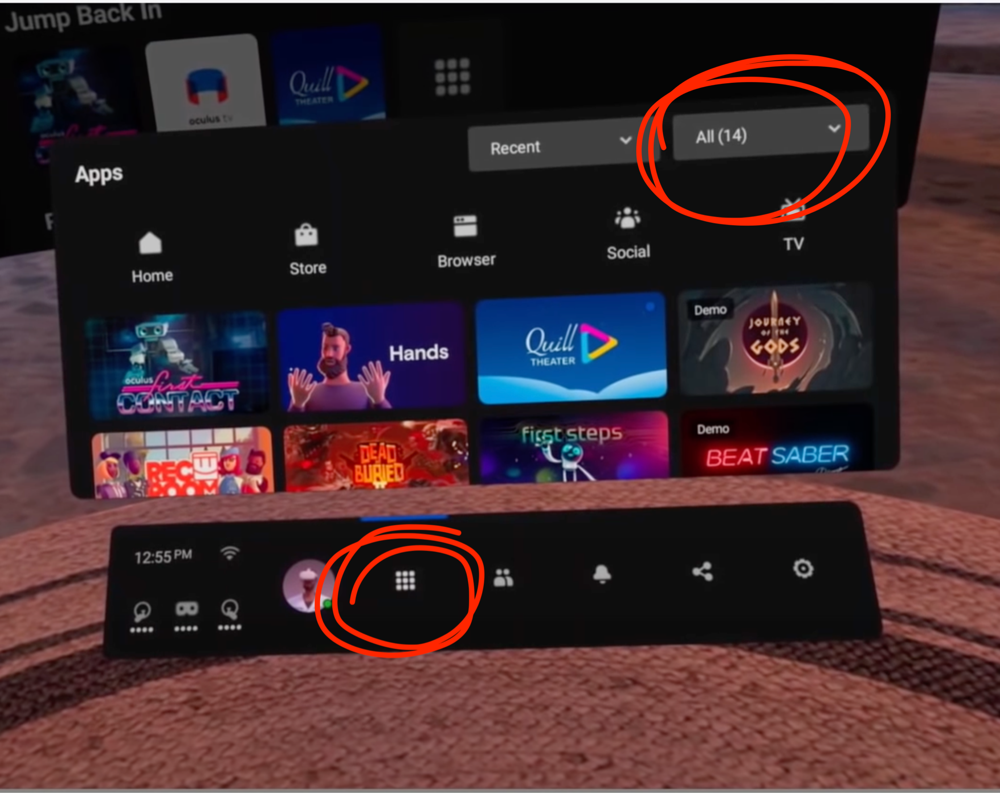 Jump Back In
oculus tv
Quill
THEATER
Recent
All (14)
Apps
Home
Store
Browser
Social
TV
oculus first
CONTACT
Hands
Quill
THEATER
Demo
JOURNEY
OF THE
GODS
REC
ROOM
DEAD
BURIED
II
first steps
Demo
BEAT SABER
12:55 PM